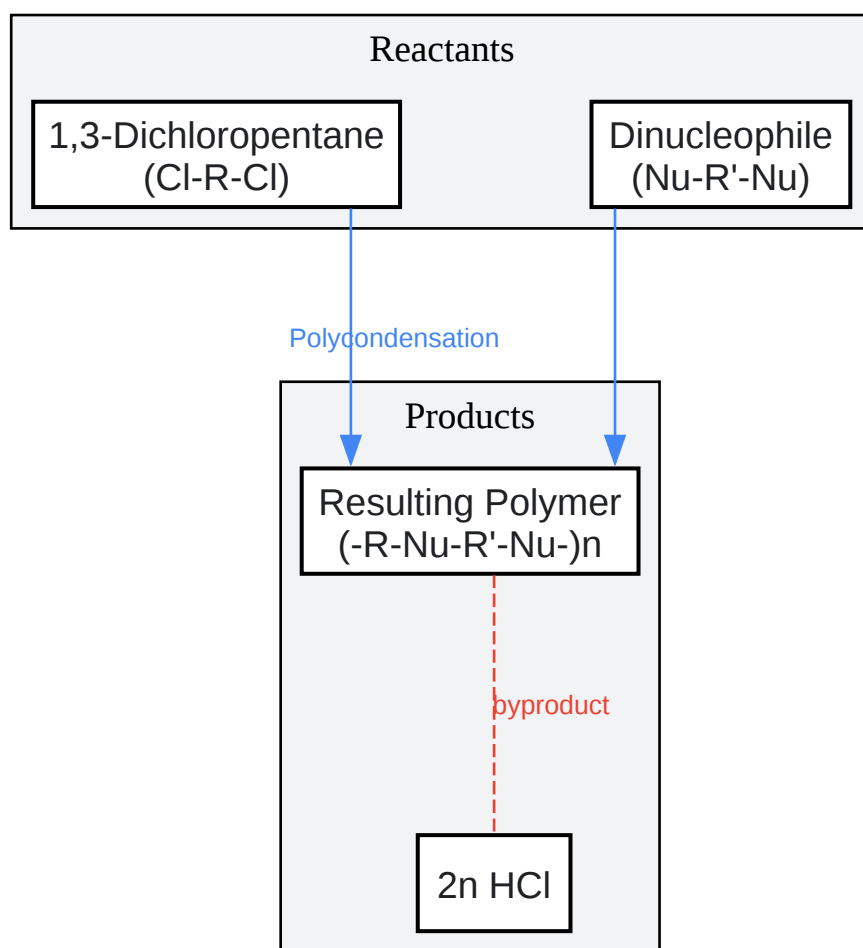 Reactants
1,3-Dichloropentane
(Cl-R-Cl)
Dinucleophile
(Nu-R'-Nu)
Polycondensation
Products
Resulting Polymer
(-R-Nu-R'-Nu-)n
byproduct
2n HCl